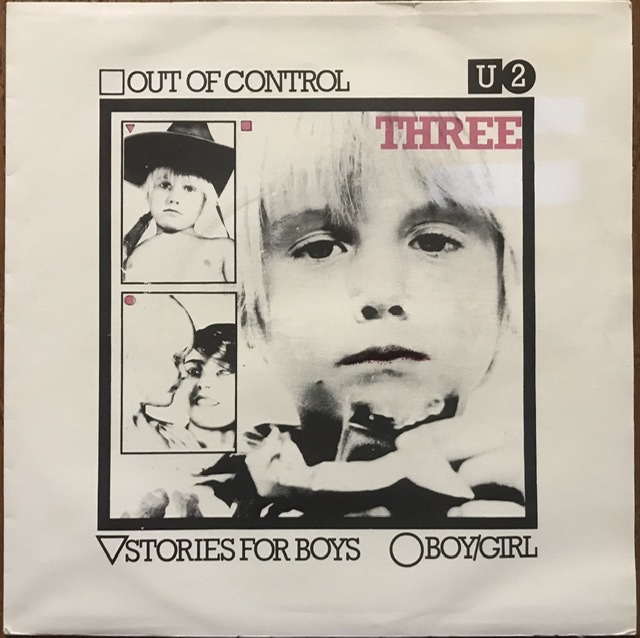 OUT OF CONTROL
U2
THREE
STORIES FOR BOYS
BOY/GIRL